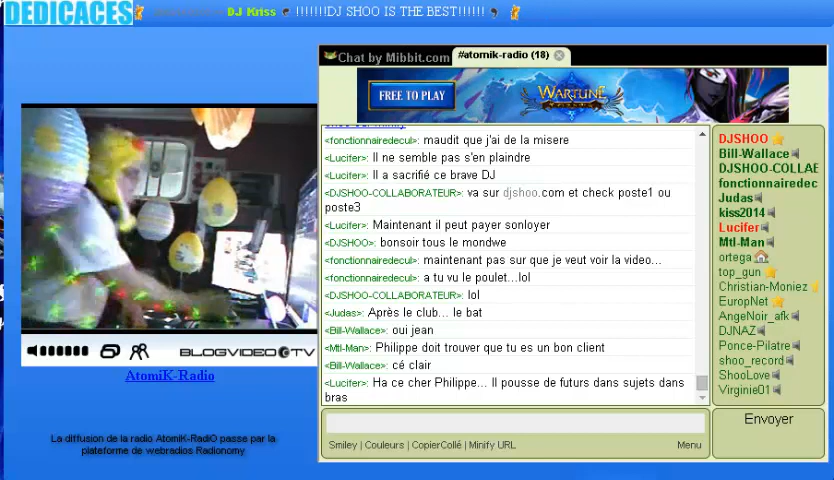 DEDICACES
DJ Kriss !!!!!!!DJ SHOO IS THE BEST!!!!!!
Chat by Mibbit.com #atomik-radio (18)
FREE TO PLAY WARTUNE
<fonctionnairedecul>: maudit que j'ai de la misere
<Lucifer>: Il ne semble pas s'en plaindre
<Lucifer>: Il a sacrifié ce brave DJ
<DJSHOO-COLLABORATEUR>: va sur djshoo.com et check poste1 ou
poste3
<Lucifer>: Maintenant il peut payer sonloyer
<DJSHOO>: bonsoir tous le mondwe
<fonctionnairedecul>: maintenant pas sur que je veut voir la video...
<fonctionnairedecul>: a tu vu le poulet...lol
<DJSHOO-COLLABORATEUR>: lol
<Judas>: Après le club... le bat
<Bill-Wallace>: oui jean
<Mtl-Man>: Philippe doit trouver que tu es un bon client
<Bill-Wallace>: cé clair
<Lucifer>: Ha ce cher Philippe... Il pousse de futurs dans sujets dans
bras
Smiley | Couleurs | CopierCollé | Minify URL Menu
DJSHOO
Bill-Wallace
DJSHOO-COLLAE
fonctionnairedec
Judas
kiss2014
Lucifer
Mtl-Man
ortega
top_gun
Christian-Moniez
EuropNet
AngeNoir_afk
DJNAZ
Ponce-Pilatre
shoo_record
ShooLove
Virginie01
Envoyer
BLOGVIDEO TV
AtomiK-Radio
La diffusion de la radio AtomiK-RadiO passe par la
plateforme de webradios Radionomy